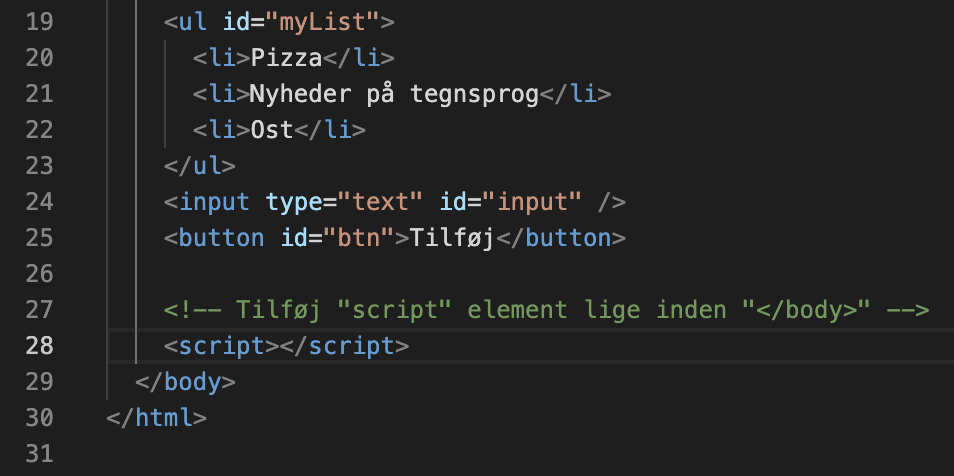 19 <ul id="myList">
20 <li>Pizza</li>
21 <li>Nyheder på tegnsprog</li>
22 <li>Ost</li>
23 </ul>
24 <input type="text" id="input" />
25 <button id="btn">Tilføj</button>
26
27 <!-- Tilføj "script" element lige inden "</body>" -->
28 <script></script>
29 </body>
30 </html>
31